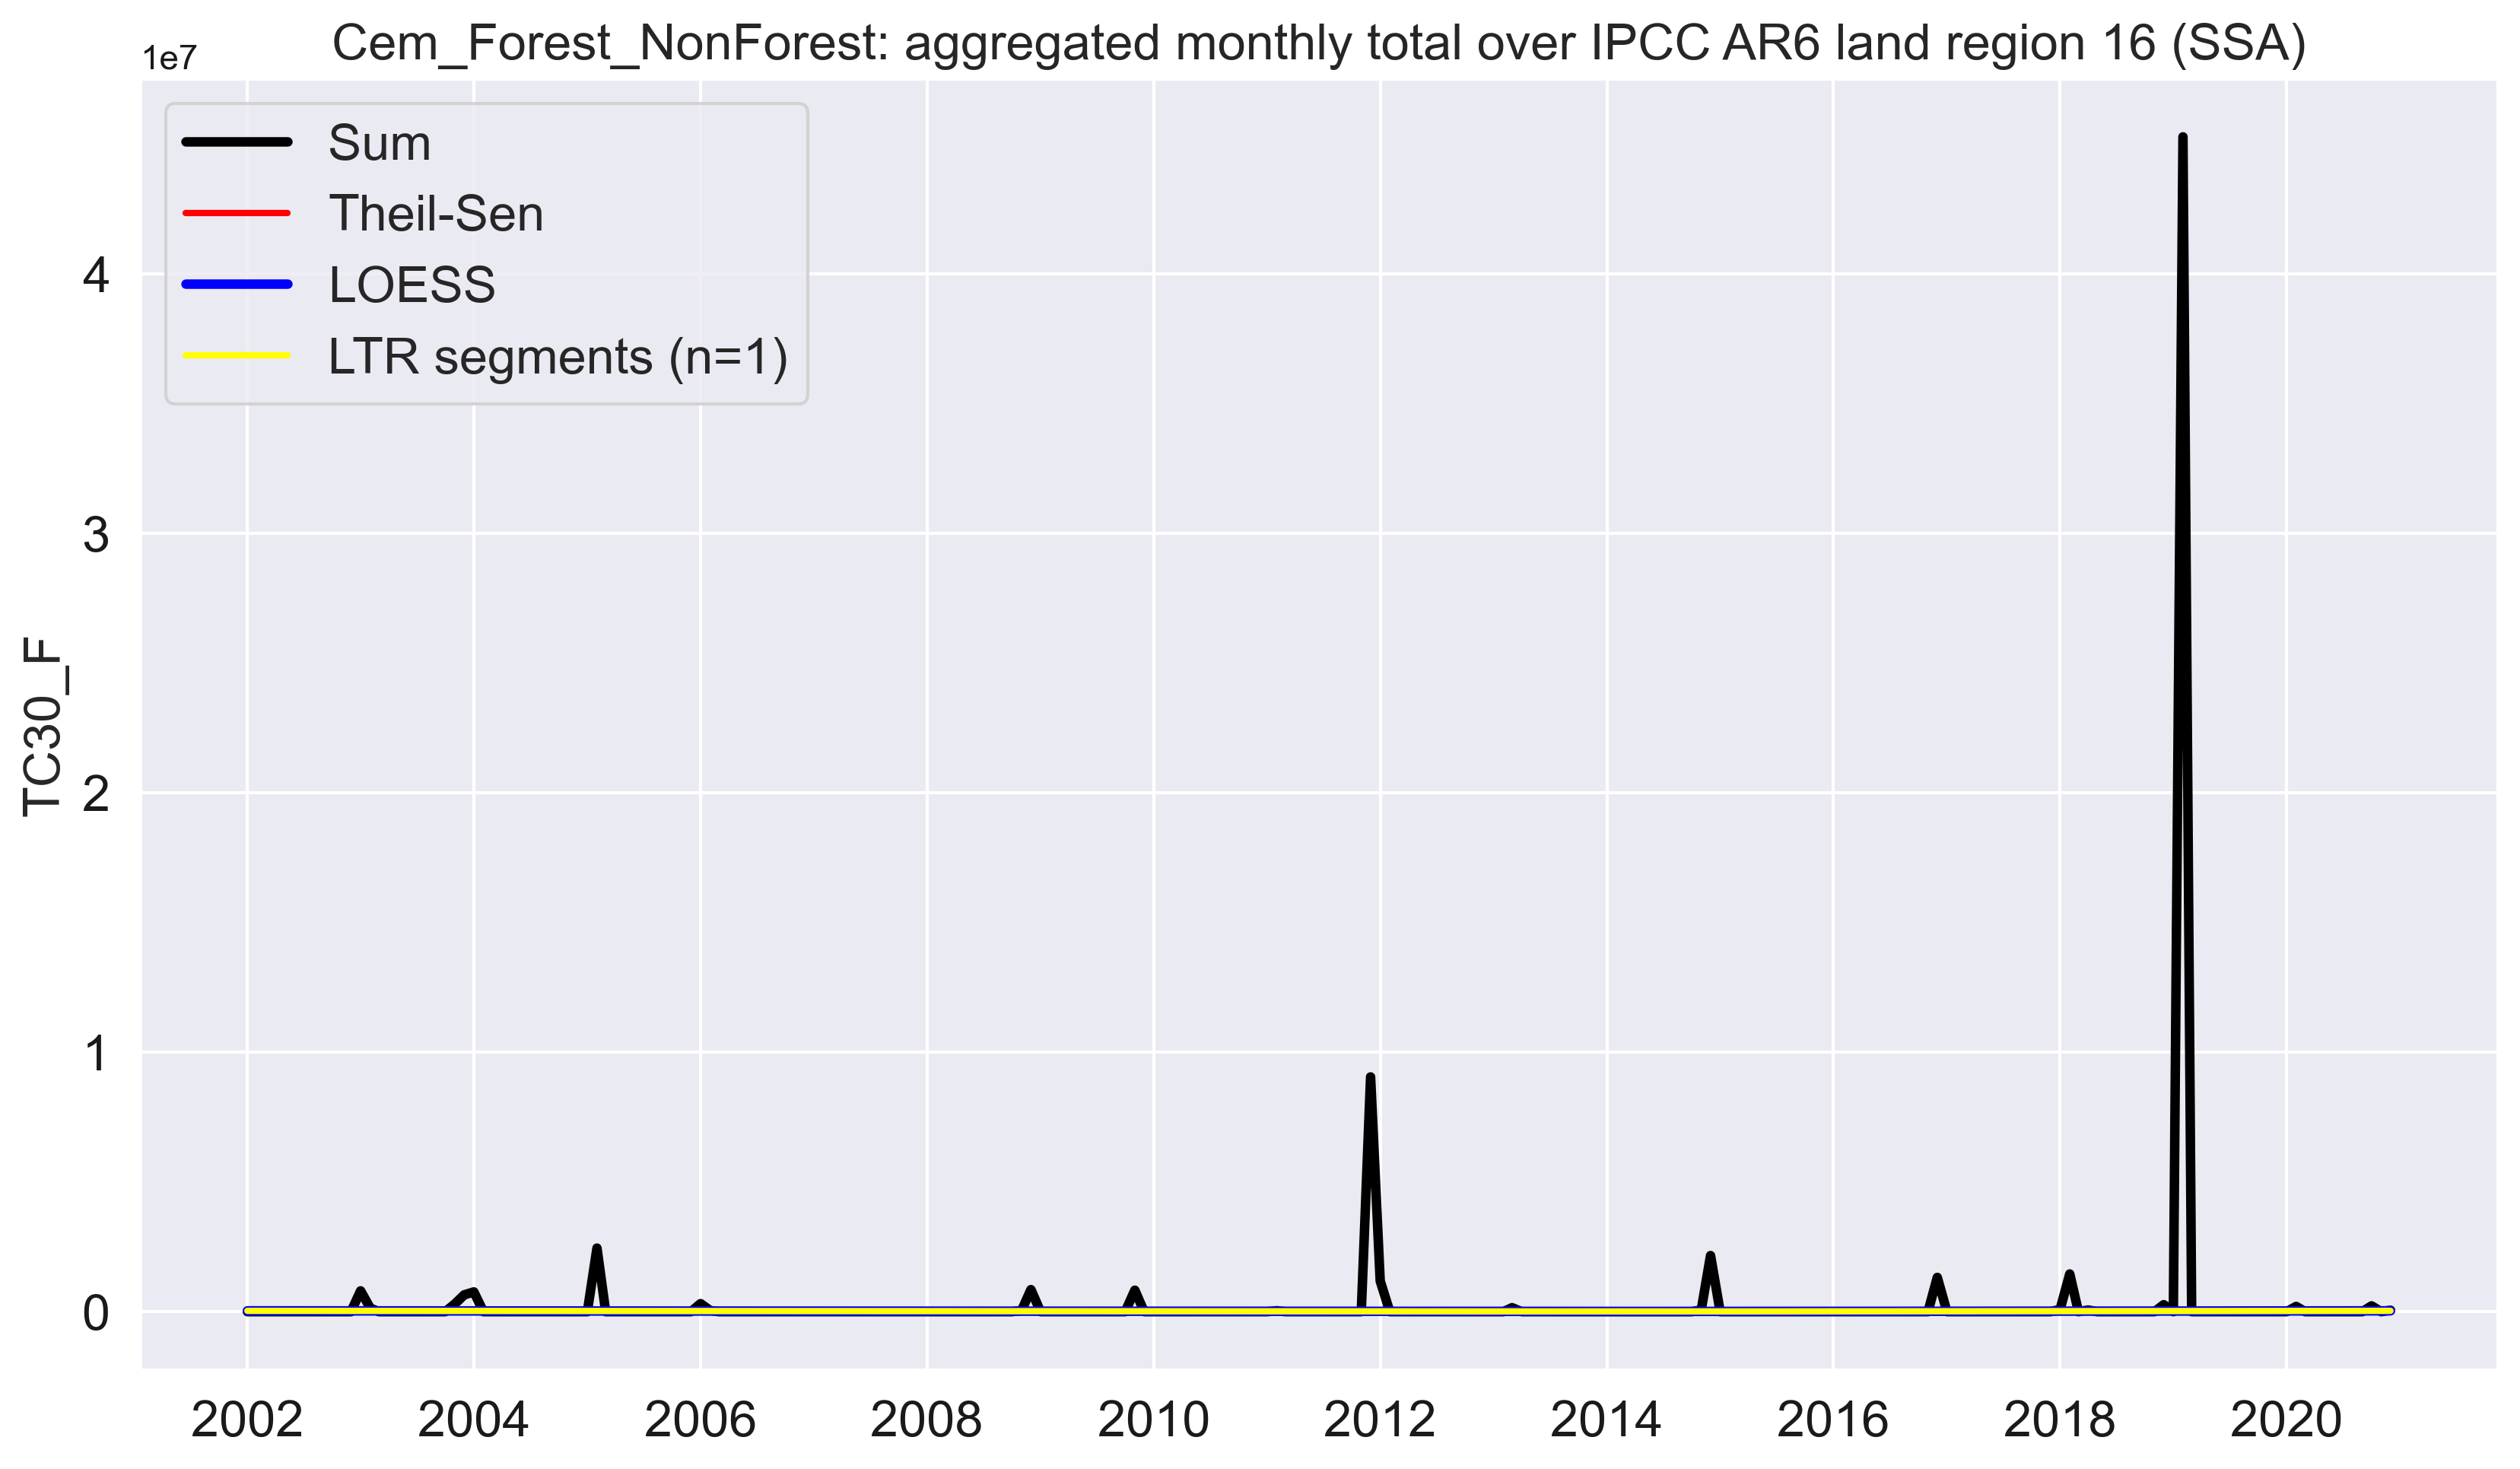 Cem_Forest_NonForest: aggregated monthly total over IPCC AR6 land region 16 (SSA)
1e7
Sum
Theil-Sen
LOESS
LTR segments (n=1)
4
3
2
1
0
TC30_F
2002 2004 2006 2008 2010 2012 2014 2016 2018 2020